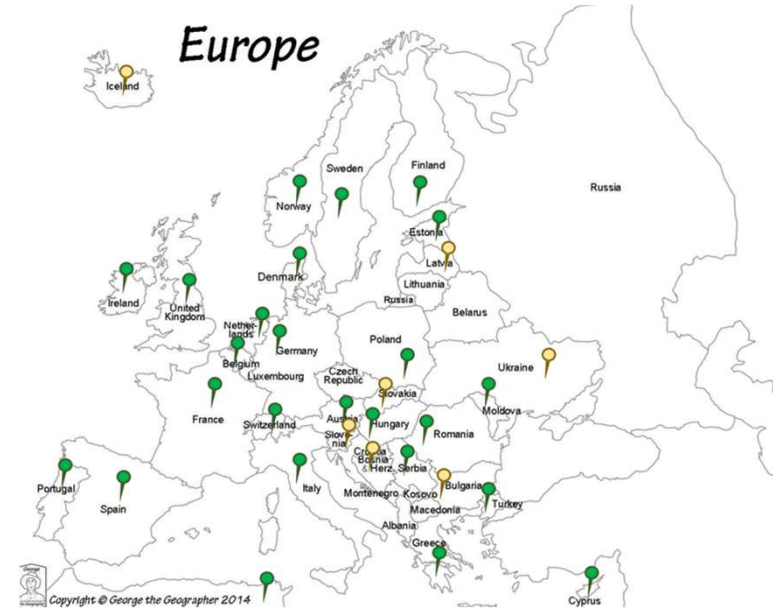 Europe
Iceland
Sweden
Finland
Russia
Norway
Estonia
Latvia
Denmark
Lithuania
Ireland
United
Kingdom
Russia
Belarus
Nether-
lands
Poland
Germany
Belgium
Ukraine
Luxembourg
Czech
Republic
Slovakia
Moldova
France
Switzerland
Austria
Hungary
Romania
Slove-
nia
Croatia
Bosnia
& Herz.
Serbia
Portugal
Spain
Italy
Montenegro
Kosovo
Bulgaria
Turkey
Macedonia
Albania
Greece
Cyprus
George
Copyright © George the Geographer 2014